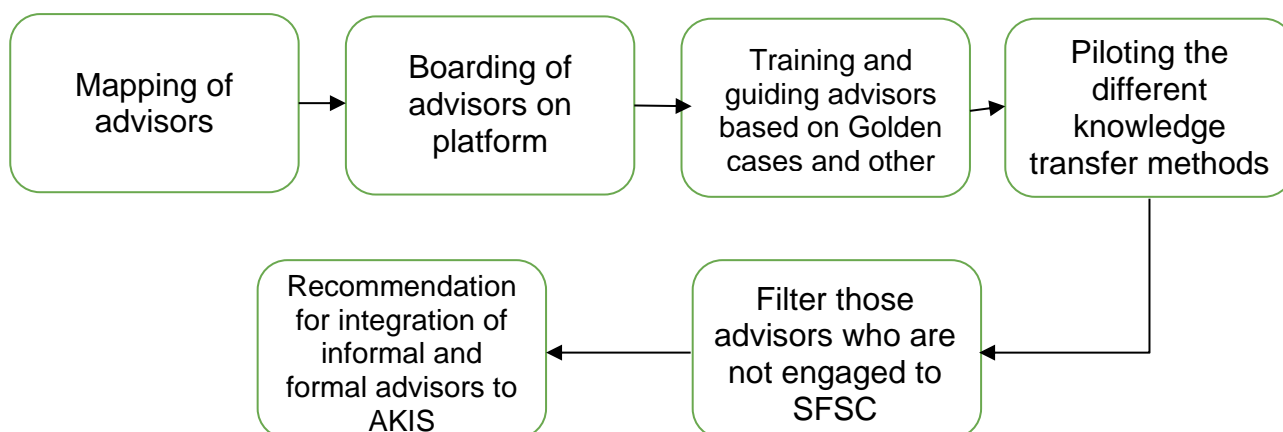 Mapping of
advisors
Boarding of
advisors on
platform
Training and
guiding advisors
based on Golden
cases and other
Piloting the
different
knowledge
transfer methods
Filter those
advisors who are
not engaged to
SFSC
Recommendation
for integration of
informal and
formal advisors to
AKIS